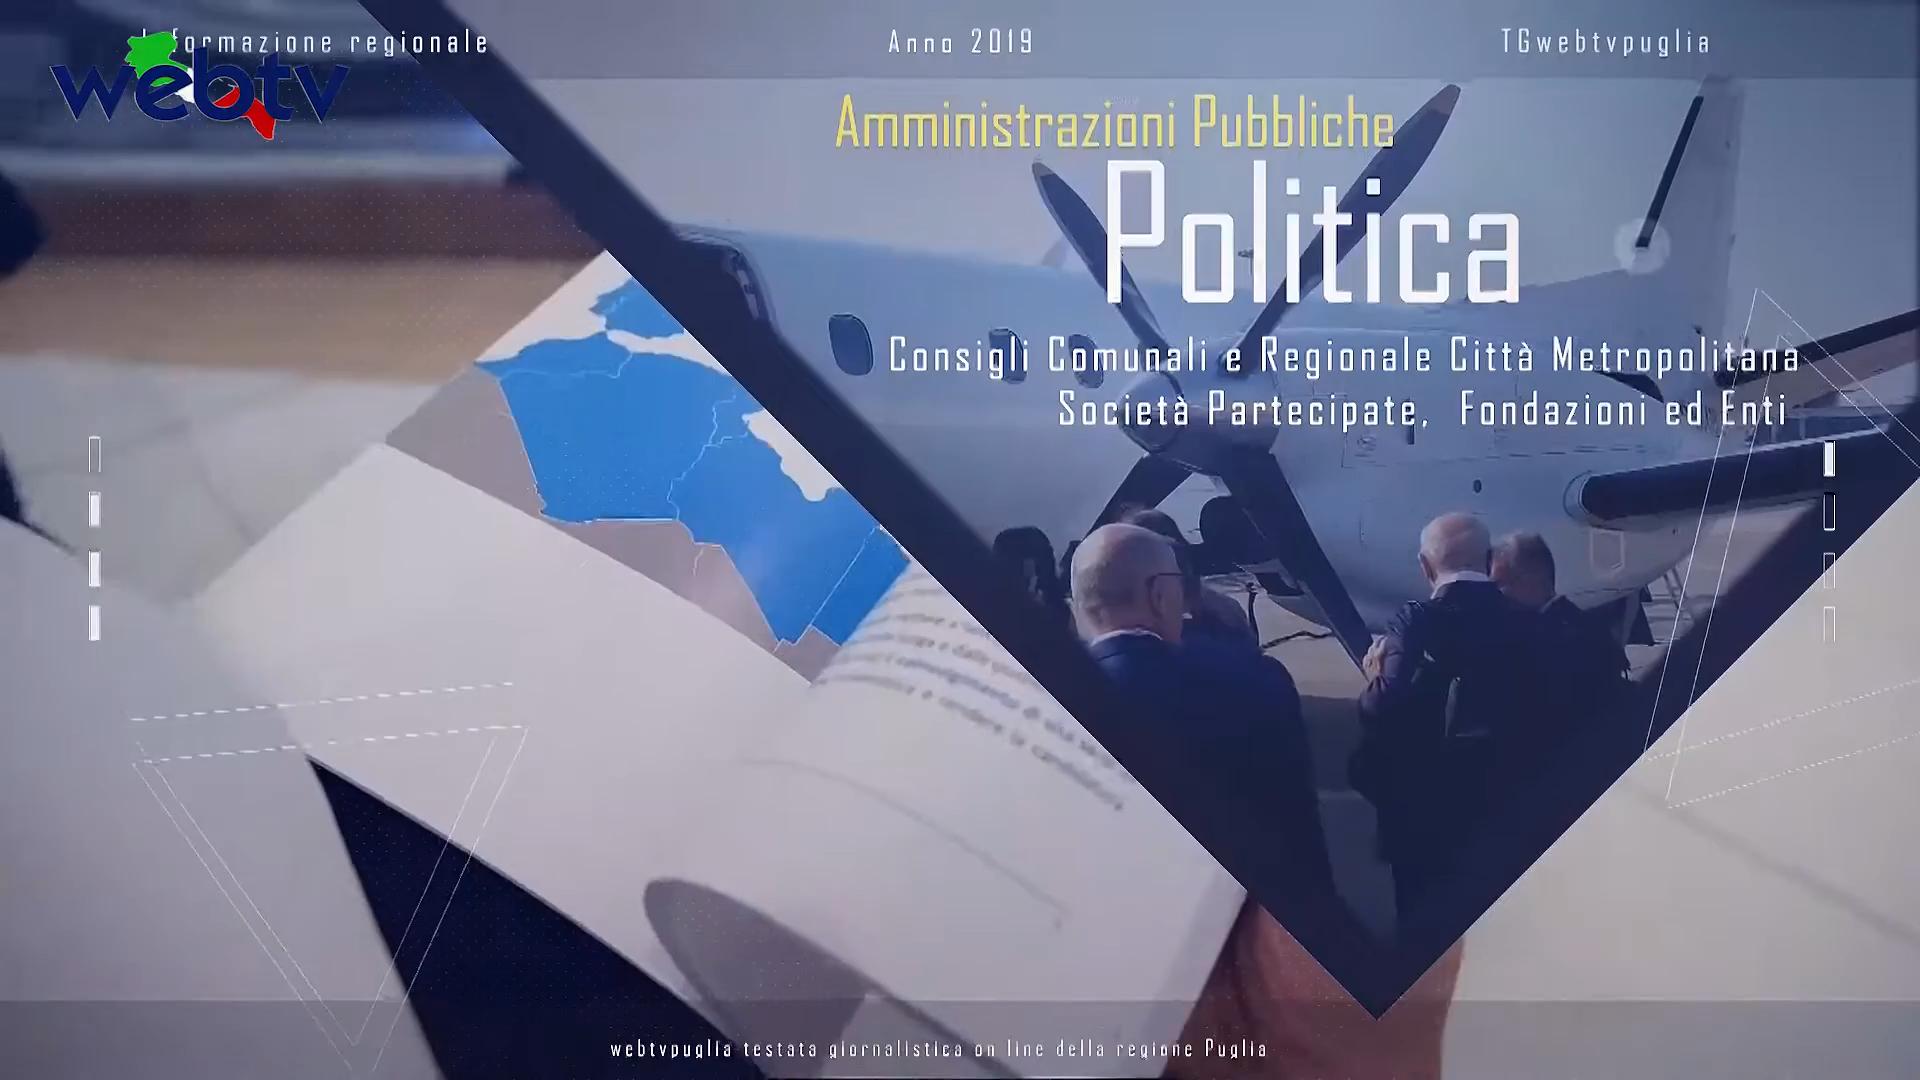 Informazione regionale
Anno 2019
TGwebtvpuglia
webtv
Amministrazioni Pubbliche
Politica
Consigli Comunali e Regionale Città Metropolitana
Società Partecipate, Fondazioni ed Enti
webtvpuglia testata giornalistica on line della regione Puglia